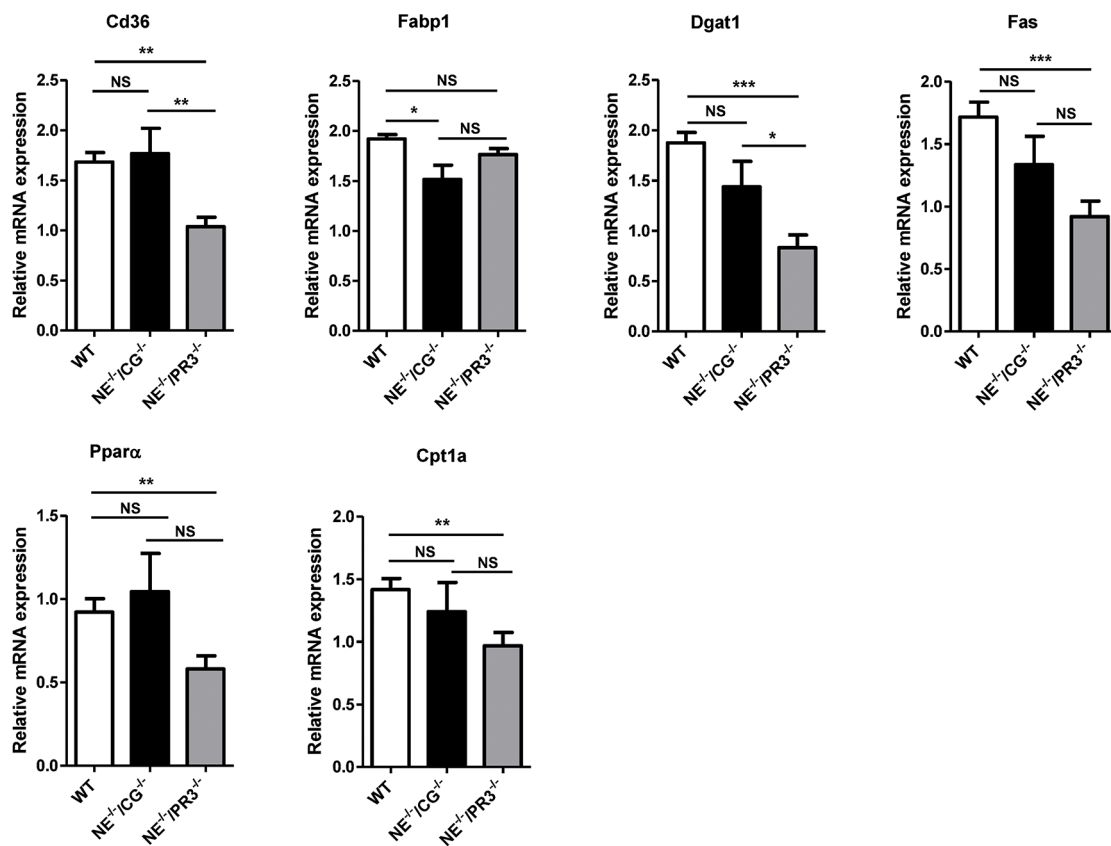 Cd36
Fabp1
Dgat1
Fas
**
NS
**
Relative mRNA expression
2.5
2.0
1.5
1.0
0.5
0.0
WT
NE-/-/CG-/-
NE-/-/PR3-/-
NS
*
NS
Relative mRNA expression
2.5
2.0
1.5
1.0
0.5
0.0
WT
NE-/-/CG-/-
NE-/-/PR3-/-
***
NS
*
Relative mRNA expression
2.5
2.0
1.5
1.0
0.5
0.0
WT
NE-/-/CG-/-
NE-/-/PR3-/-
***
NS
NS
Relative mRNA expression
2.0
1.5
1.0
0.5
0.0
WT
NE-/-/CG-/-
NE-/-/PR3-/-
Pparα
Cpt1a
**
NS
NS
Relative mRNA expression
1.5
1.0
0.5
0.0
WT
NE-/-/CG-/-
NE-/-/PR3-/-
**
NS
NS
Relative mRNA expression
2.0
1.5
1.0
0.5
0.0
WT
NE-/-/CG-/-
NE-/-/PR3-/-